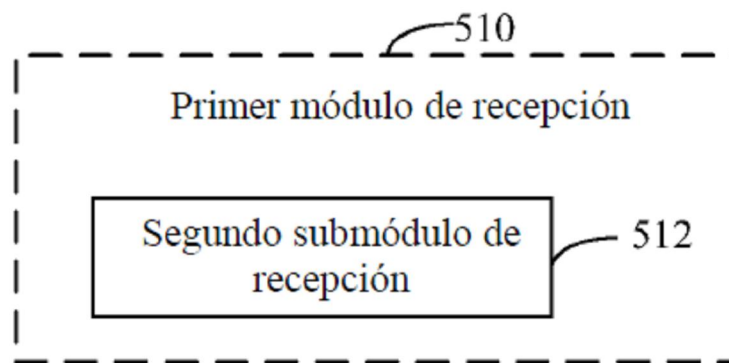 510
Primer módulo de recepción
Segundo submódulo de
recepción
512